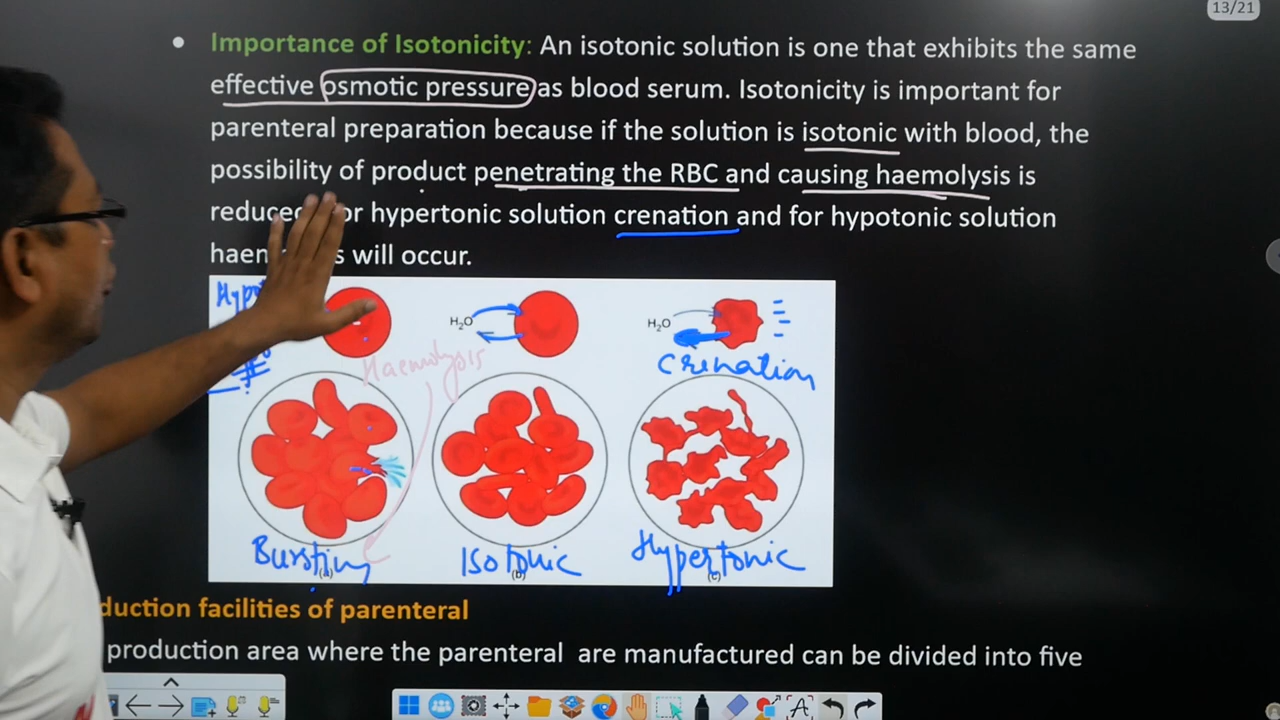 13/21
• Importance of Isotonicity: An isotonic solution is one that exhibits the same
effective osmotic pressure as blood serum. Isotonicity is important for
parenteral preparation because if the solution is isotonic with blood, the
possibility of product penetrating the RBC and causing haemolysis is
reduced or hypertonic solution crenation and for hypotonic solution
haem s will occur.
H₂O
H₂O
Haemolysis
Crenation
Bursting
Isotonic
Hypertonic
(b)
(c)
duction facilities of parenteral
production area where the parenteral are manufactured can be divided into five